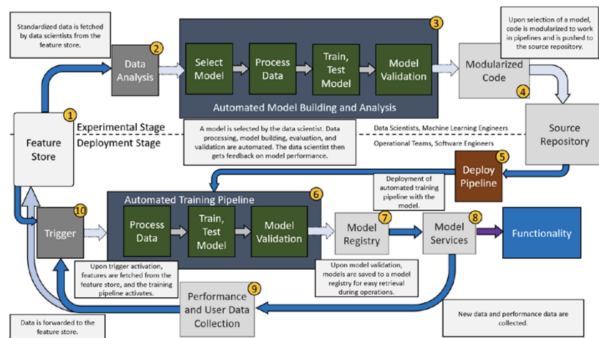 Standardized data is fetched
by data scientists from the
feature store.
2
Data
Analysis
3
Select
Model
Process
Data
Train,
Test
Model
Model
Validation
Automated Model Building and Analysis
Modularized
Code
4
Upon selection of a model,
code is modularized to work
in pipelines and is pushed to
the source repository.
1
Feature
Store
Experimental Stage
Deployment Stage
A model is selected by the data scientist. Data
processing, model building, evaluation, and
validation are automated. The data scientist then
gets feedback on model performance.
Data Scientists, Machine Learning Engineers
Operational Teams, Software Engineers
Source
Repository
5
Deploy
Pipeline
Deployment of
automated training
pipeline with the
model.
10
Trigger
Automated Training Pipeline
6
Process
Data
Train,
Test
Model
Model
Validation
7
Model
Registry
8
Model
Services
Functionality
Upon trigger activation,
features are fetched from the
feature store, and the training
pipeline activates.
Upon model validation,
models are saved to a model
registry for easy retrieval
during operations.
9
Performance
and User Data
Collection
New data and performance data are
collected.
Data is forwarded to the
feature store.